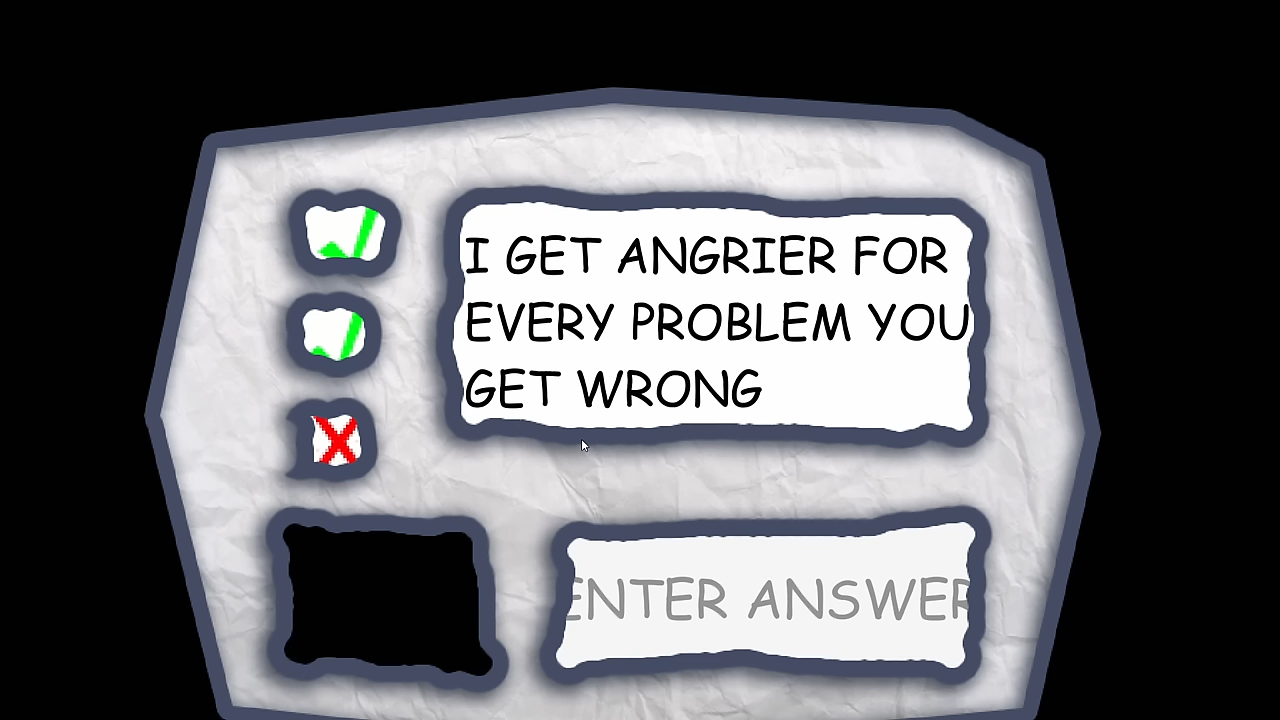 I GET ANGRIER FOR
EVERY PROBLEM YOU
GET WRONG
ENTER ANSWER